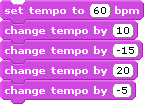 set tempo to 60 bpm
change tempo by 10
change tempo by -15
change tempo by 20
change tempo by -5